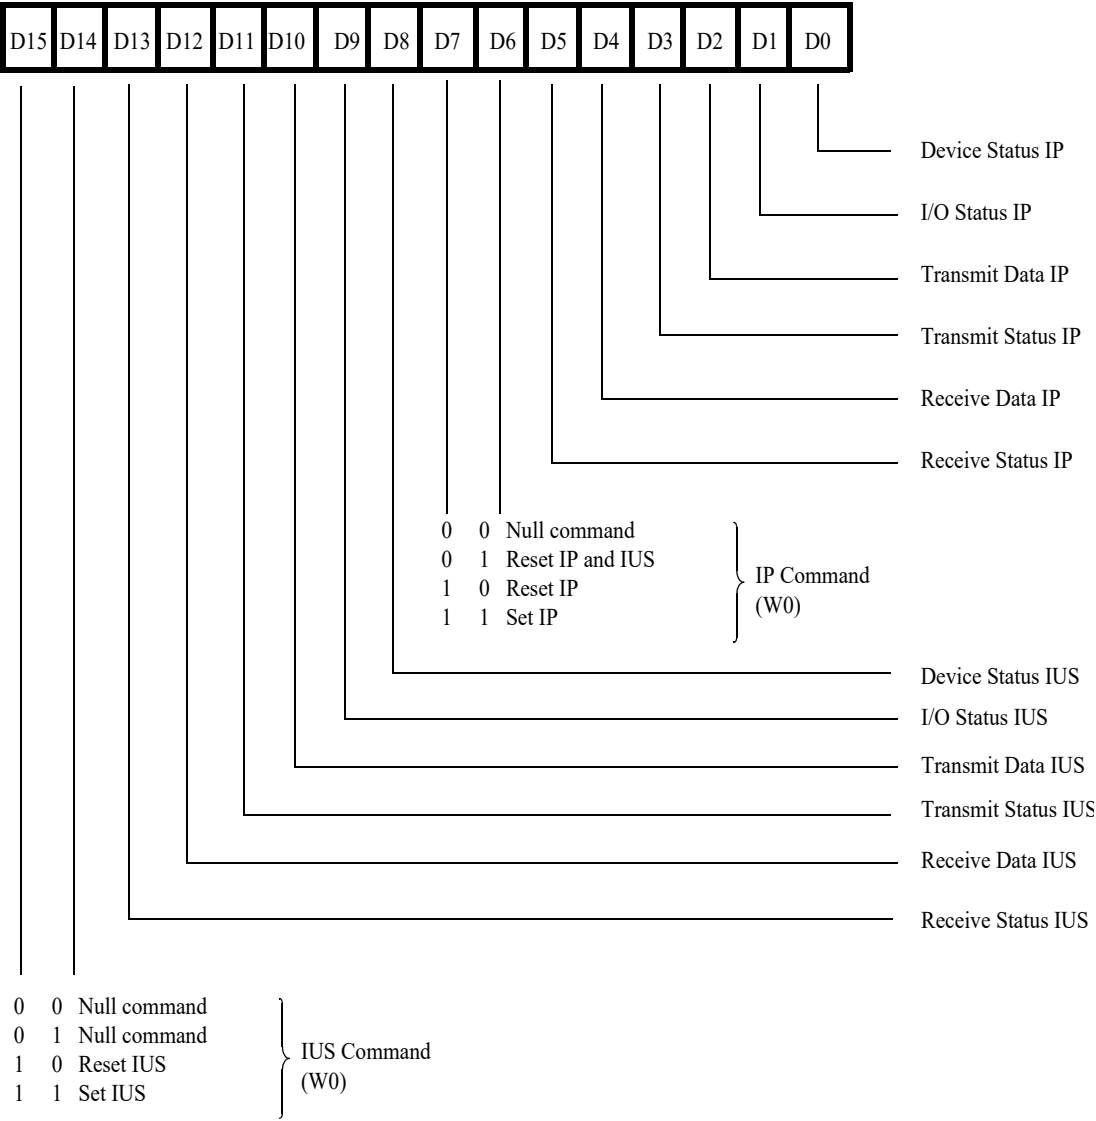 D15 D14 D13 D12 D11 D10 D9 D8 D7 D6 D5 D4 D3 D2 D1 D0
Device Status IP
I/O Status IP
Transmit Data IP
Transmit Status IP
Receive Data IP
Receive Status IP
0 0 Null command
0 1 Reset IP and IUS
1 0 Reset IP
1 1 Set IP
IP Command
(W0)
Device Status IUS
I/O Status IUS
Transmit Data IUS
Transmit Status IUS
Receive Data IUS
Receive Status IUS
0 0 Null command
0 1 Null command
1 0 Reset IUS
1 1 Set IUS
IUS Command
(W0)